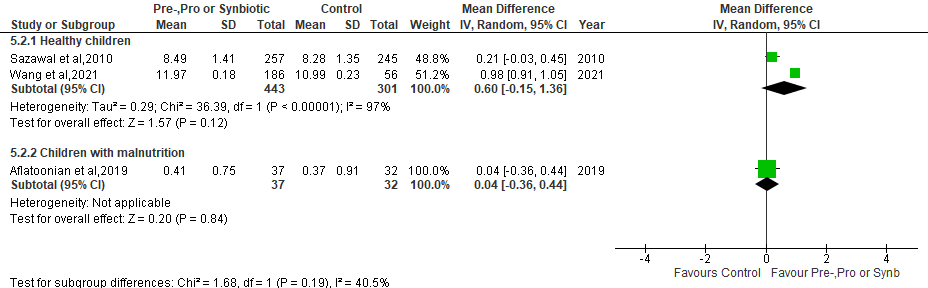 Pre-,Pro or Synbiotic Control Mean Difference Mean Difference
Study or Subgroup Mean SD Total Mean SD Total Weight IV, Random, 95% CI Year IV, Random, 95% CI
5.2.1 Healthy children
Sazawal et al,2010 8.49 1.41 257 8.28 1.35 245 48.8% 0.21 [-0.03, 0.45] 2010
Wang et al,2021 11.97 0.18 186 10.99 0.23 56 51.2% 0.98 [0.91, 1.05] 2021
Subtotal (95% CI) 443 301 100.0% 0.60 [-0.15, 1.36]
Heterogeneity: Tau² = 0.29; Chi² = 36.39, df = 1 (P < 0.00001); I² = 97%
Test for overall effect: Z = 1.57 (P = 0.12)
5.2.2 Children with malnutrition
Aflatoonian et al,2019 0.41 0.75 37 0.37 0.91 32 100.0% 0.04 [-0.36, 0.44] 2019
Subtotal (95% CI) 37 32 100.0% 0.04 [-0.36, 0.44]
Heterogeneity: Not applicable
Test for overall effect: Z = 0.20 (P = 0.84)
-4 -2 0 2 4
Favours Control Favour Pre-,Pro or Synb
Test for subgroup differences: Chi² = 1.68, df = 1 (P = 0.19), I² = 40.5%